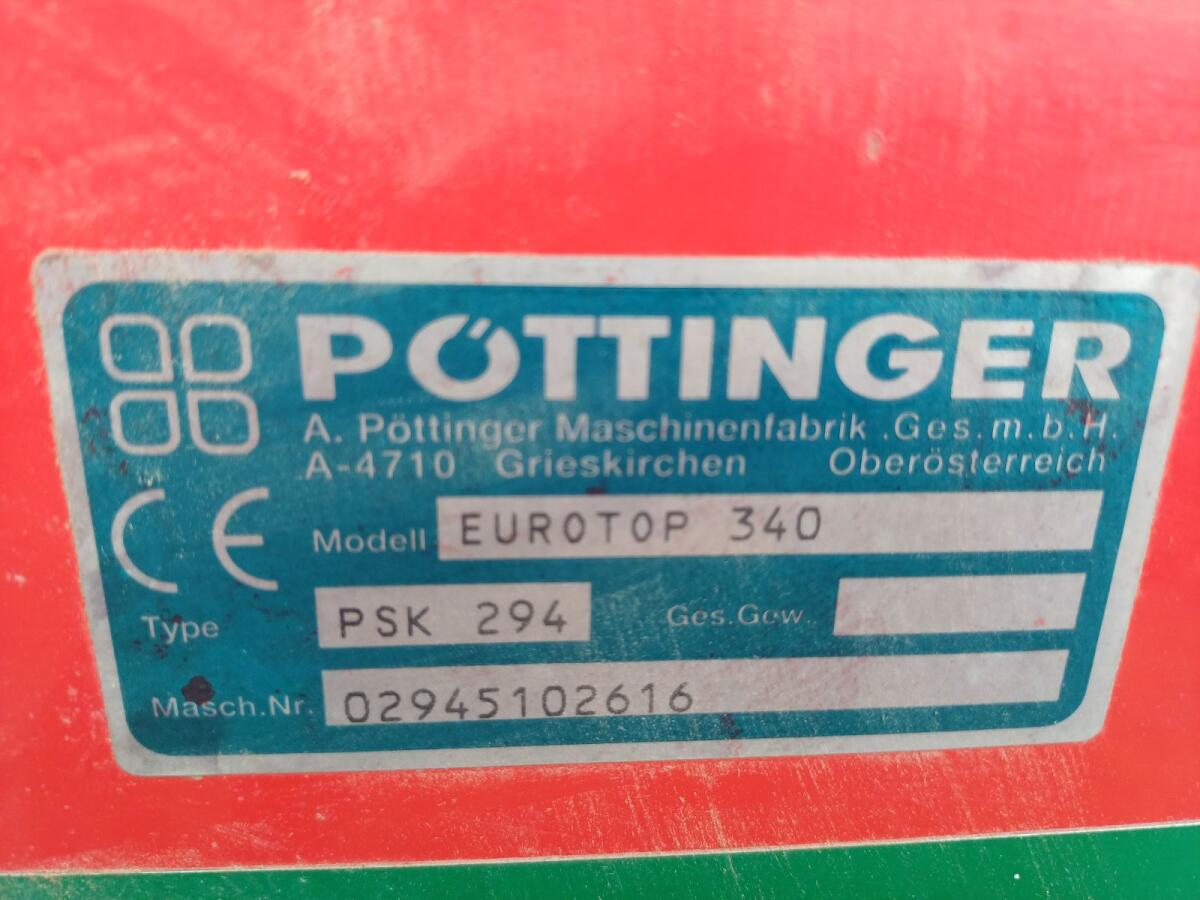 PÖTTINGER
A. Pöttinger Maschinenfabrik .Ges.m.b.H.
A-4710 Grieskirchen Oberösterreich
CE Modell EUROTOP 340
Type PSK 294 Ges.Gew..
Masch.Nr. 02945102616